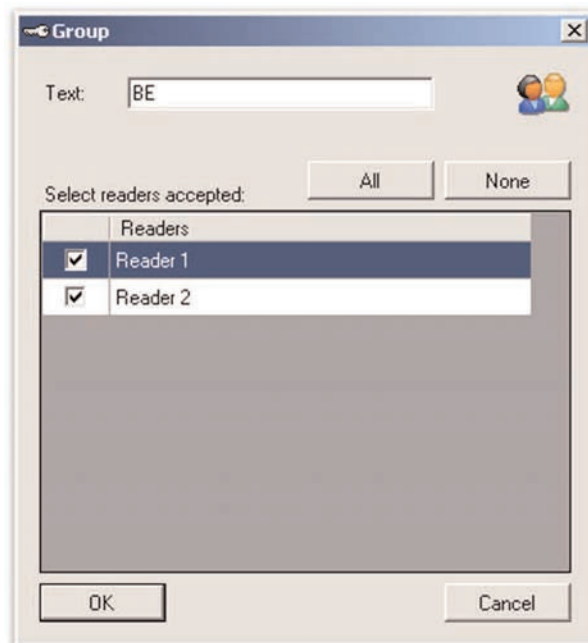 Group
Text: BE
All None
Select readers accepted:
Readers
Reader 1
Reader 2
OK Cancel